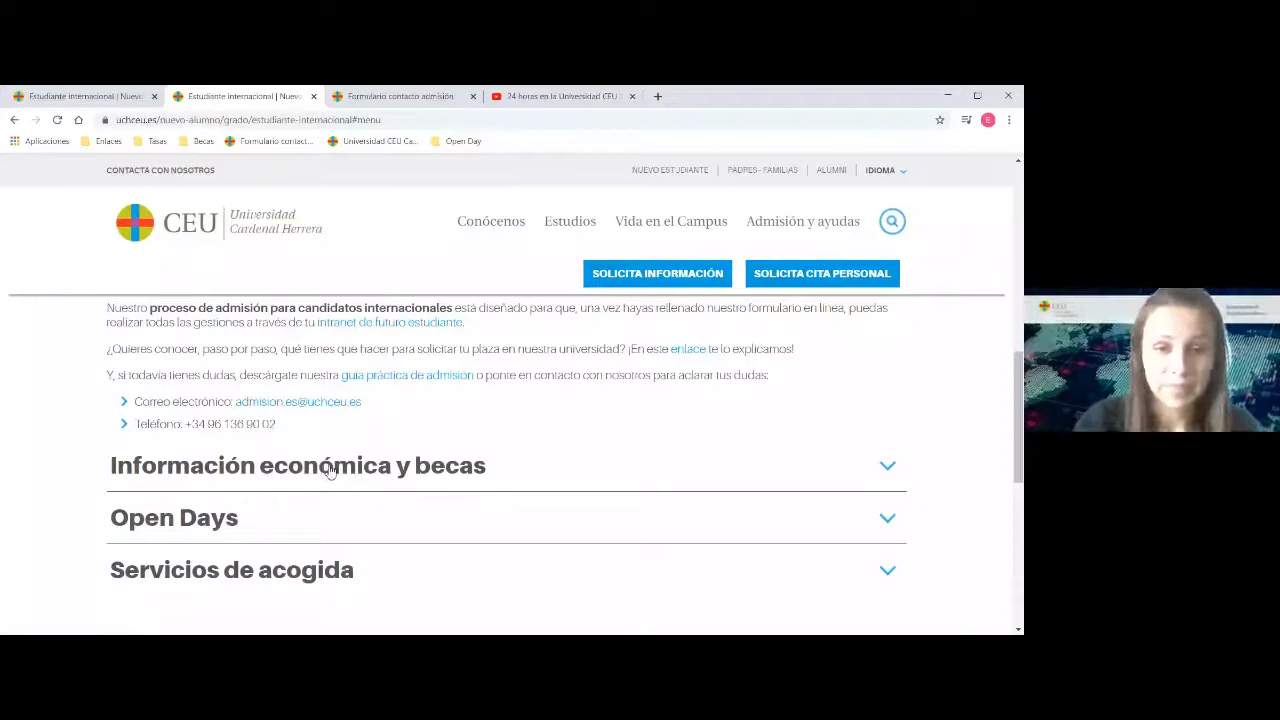 Estudiante internacional | Nuevo
Estudiante internacional | Nuevo
Formulario contacto admisión
24 horas en la Universidad CEU
uchceu.es/nuevo-alumno/grado/estudiante-internacional#menu
E
Aplicaciones
Enlaces
Tasas
Becas
Formulario contact...
Universidad CEU Ca...
Open Day
CONTACTA CON NOSOTROS
NUEVO ESTUDIANTE
PADRES - FAMILIAS
ALUMNI
IDIOMA
CEU Universidad
Cardenal Herrera
Conócenos
Estudios
Vida en el Campus
Admisión y ayudas
SOLICITA INFORMACIÓN
SOLICITA CITA PERSONAL
Nuestro proceso de admisión para candidatos internacionales está diseñado para que, una vez hayas rellenado nuestro formulario en línea, puedas
realizar todas las gestiones a través de tu intranet de futuro estudiante.
¿Quieres conocer, paso por paso, qué tienes que hacer para solicitar tu plaza en nuestra universidad? ¡En este enlace te lo explicamos!
Y, si todavía tienes dudas, descárgate nuestra guía práctica de admisión o ponte en contacto con nosotros para aclarar tus dudas:
Correo electrónico: admision.es@uchceu.es
Teléfono: +34 96 136 90 02
Información económica y becas
Open Days
Servicios de acogida
CEU